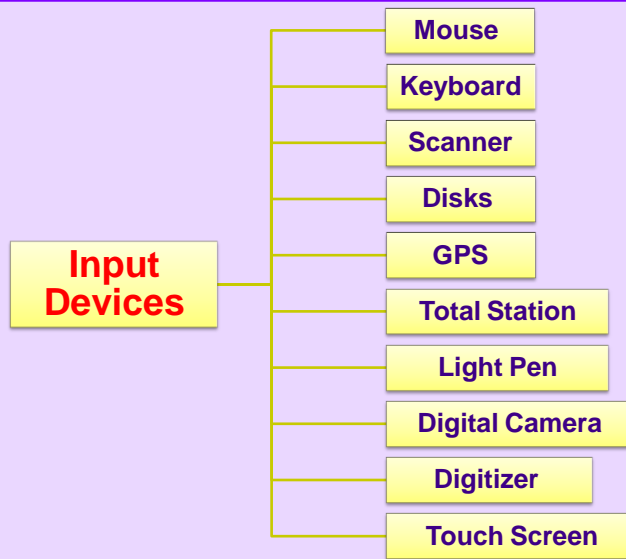 Mouse
Keyboard
Scanner
Disks
GPS
Input
Devices
Total Station
Light Pen
Digital Camera
Digitizer
Touch Screen